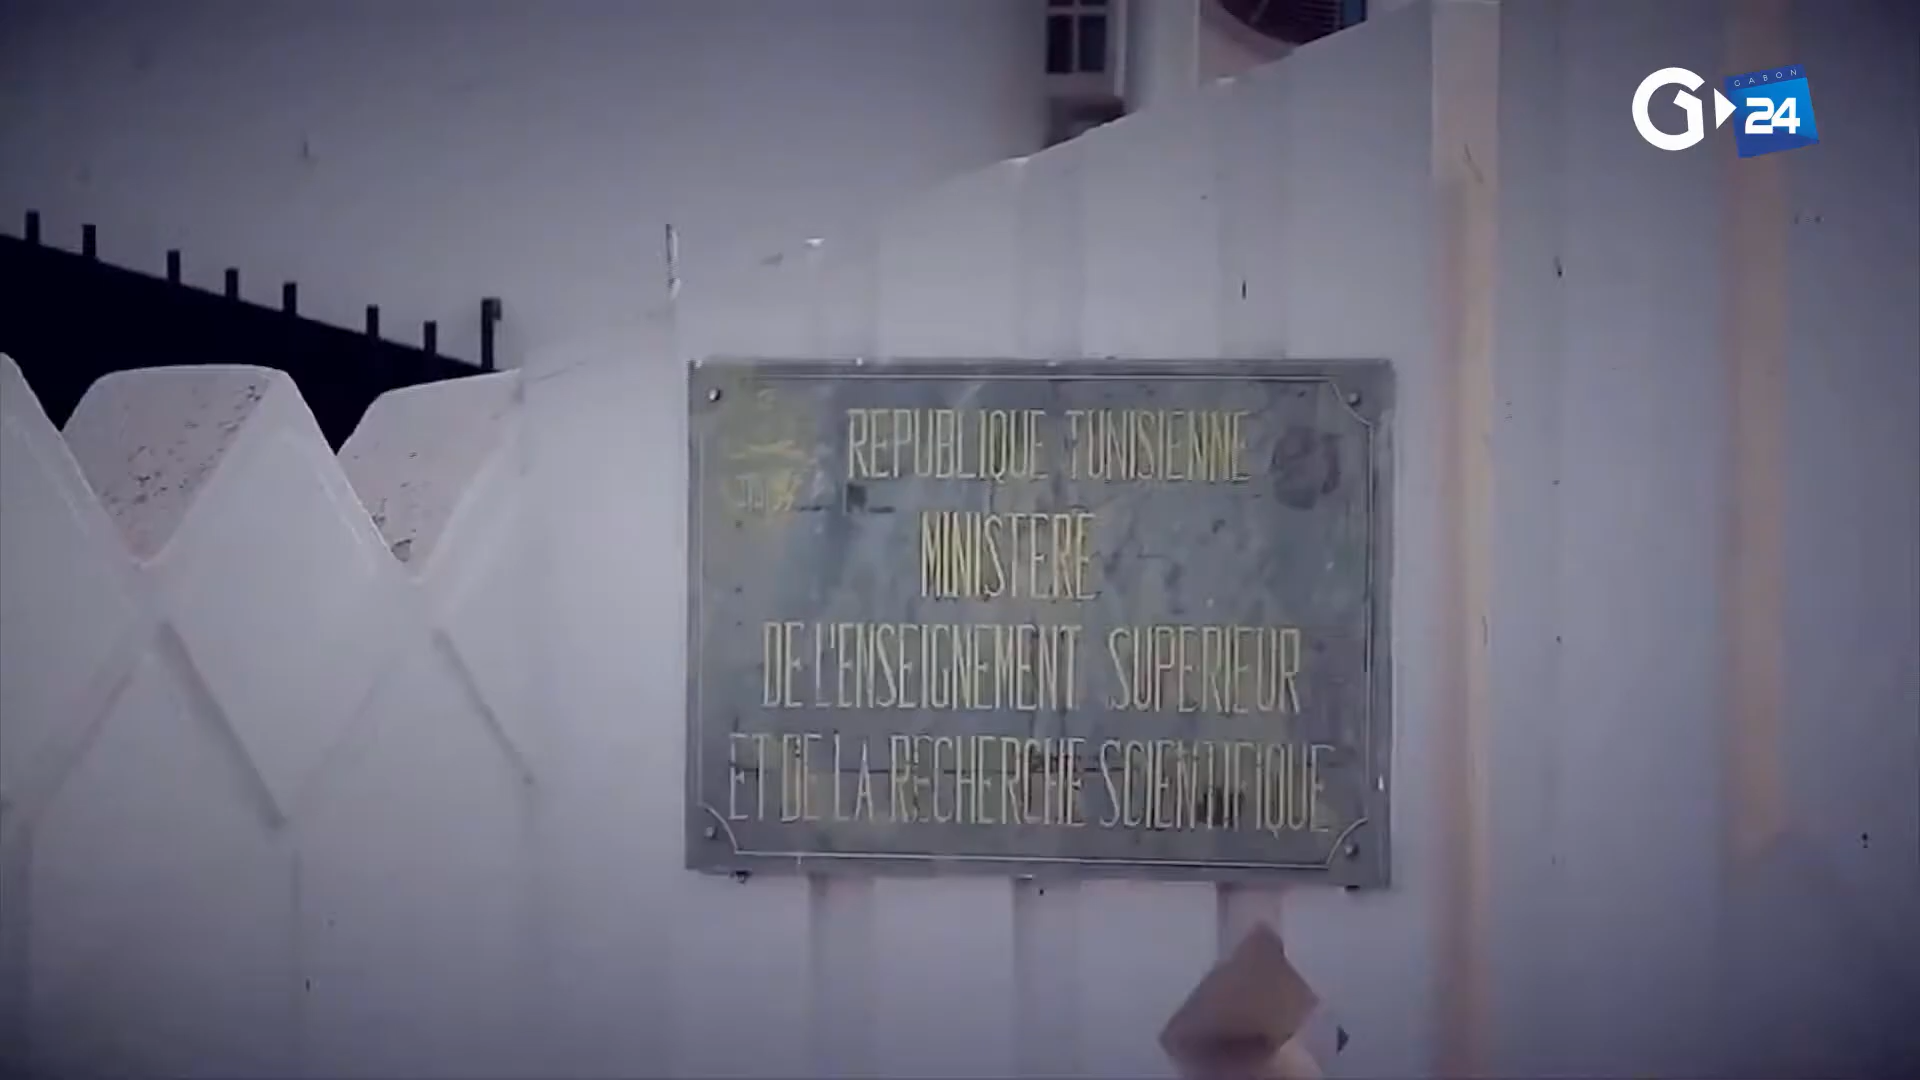 GABON
G 24
REPUBLIQUE TUNISIENNE
MINISTERE
DE L'ENSEIGNEMENT SUPERIEUR
ET DE LA RECHERCHE SCIENTIFIQUE